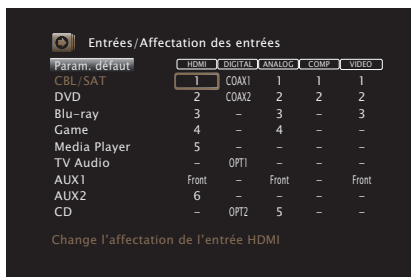 Entrées/Affectation des entrées
Param. défaut HDMI DIGITAL ANALOG COMP VIDEO
CBL/SAT 1 COAX1 1 1 1
DVD 2 COAX2 2 2 2
Blu-ray 3 – 3 – 3
Game 4 – 4 – –
Media Player 5 – – – –
TV Audio – OPT1 – – –
AUX1 Front – Front – Front
AUX2 6 – – – –
CD – OPT2 5 – –
Change l'affectation de l'entrée HDMI